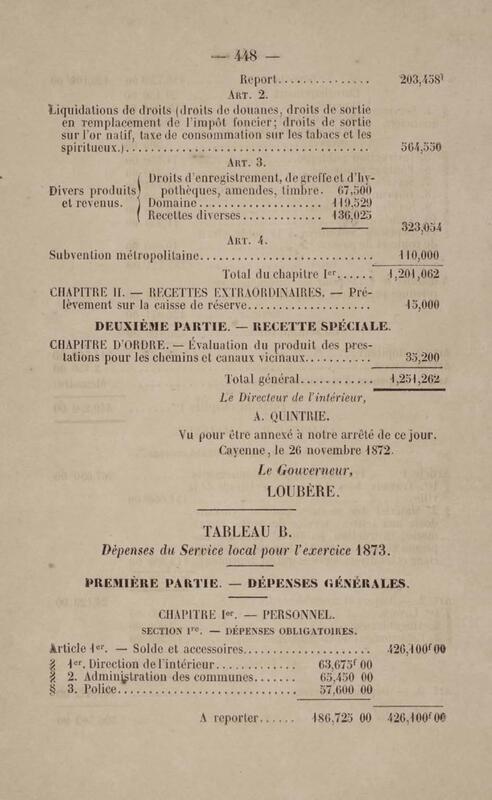 — 448 —
Report............... 203,458f
ART. 2.
Liquidations de droits (droits de douanes, droits de sortie
en remplacement de l'impôt foncier; droits de sortie
sur l'or natif, taxe de consommation sur les tabacs et les
spiritueux.)...................................... 564,550
ART. 3.
Droits d'enregistrement, de greffe et d'hy-
Divers produits pothèques, amendes, timbre. 67,500
et revenus. Domaine................... 119,529
Recettes diverses............ 136,025
323,054
ART. 4.
Subvention métropolitaine........................... 110,000
Total du chapitre Ier...... 1,201,062
CHAPITRE II. — RECETTES EXTRAORDINAIRES. — Pré-
lèvement sur la caisse de réserve................... 15,000
DEUXIÈME PARTIE. — RECETTE SPÉCIALE.
CHAPITRE D'ORDRE. — Évaluation du produit des pres-
tations pour les chemins et canaux vicinaux........... 35,200
Total général............ 1,251,262
Le Directeur de l'intérieur,
A. QUINTRIE.
Vu pour être annexé à notre arrêté de ce jour.
Cayenne, le 26 novembre 1872.
Le Gouverneur,
LOUBÈRE.
TABLEAU B.
Dépenses du Service local pour l'exercice 1873.
PREMIÈRE PARTIE. — DÉPENSES GÉNÉRALES.
CHAPITRE Ier. — PERSONNEL.
SECTION Ire. — DÉPENSES OBLIGATOIRES.
Article 1er. — Solde et accessoires.................... 426,100f 00
§ 1er. Direction de l'intérieur............. 63,675f 00
§ 2. Administration des communes....... 65,450 00
§ 3. Police............................ 57,600 00
A reporter...... 186,725 00 426,100f 00